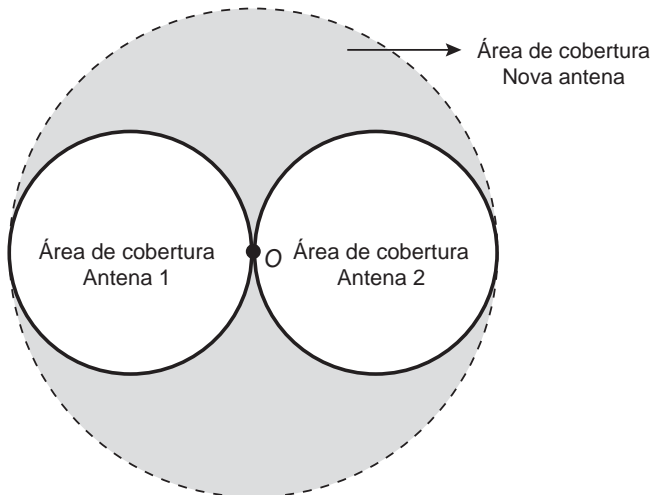 Área de cobertura
Nova antena
Área de cobertura
Antena 1
O
Área de cobertura
Antena 2